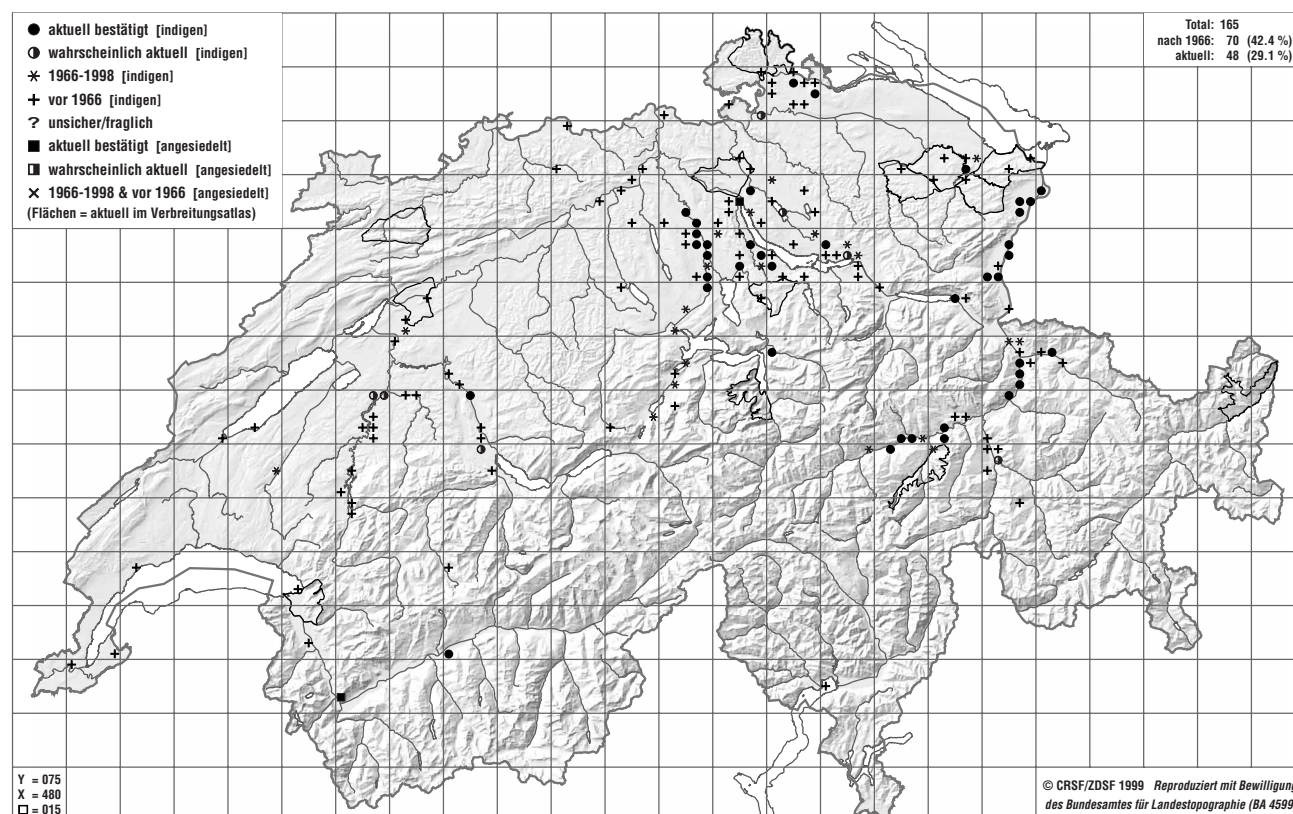 aktuell bestätigt [indigen]
wahrscheinlich aktuell [indigen]
1966-1998 [indigen]
vor 1966 [indigen]
? unsicher/fraglich
aktuell bestätigt [angesiedelt]
wahrscheinlich aktuell [angesiedelt]
1966-1998 & vor 1966 [angesiedelt]
(Flächen = aktuell im Verbreitungsatlas)
Total: 165
nach 1966: 70 (42.4 %)
aktuell: 48 (29.1 %)
Y = 075
X = 480
= 015
© CRSF/ZDSF 1999 Reproduziert mit Bewilligung
des Bundesamtes für Landestopographie (BA 4599